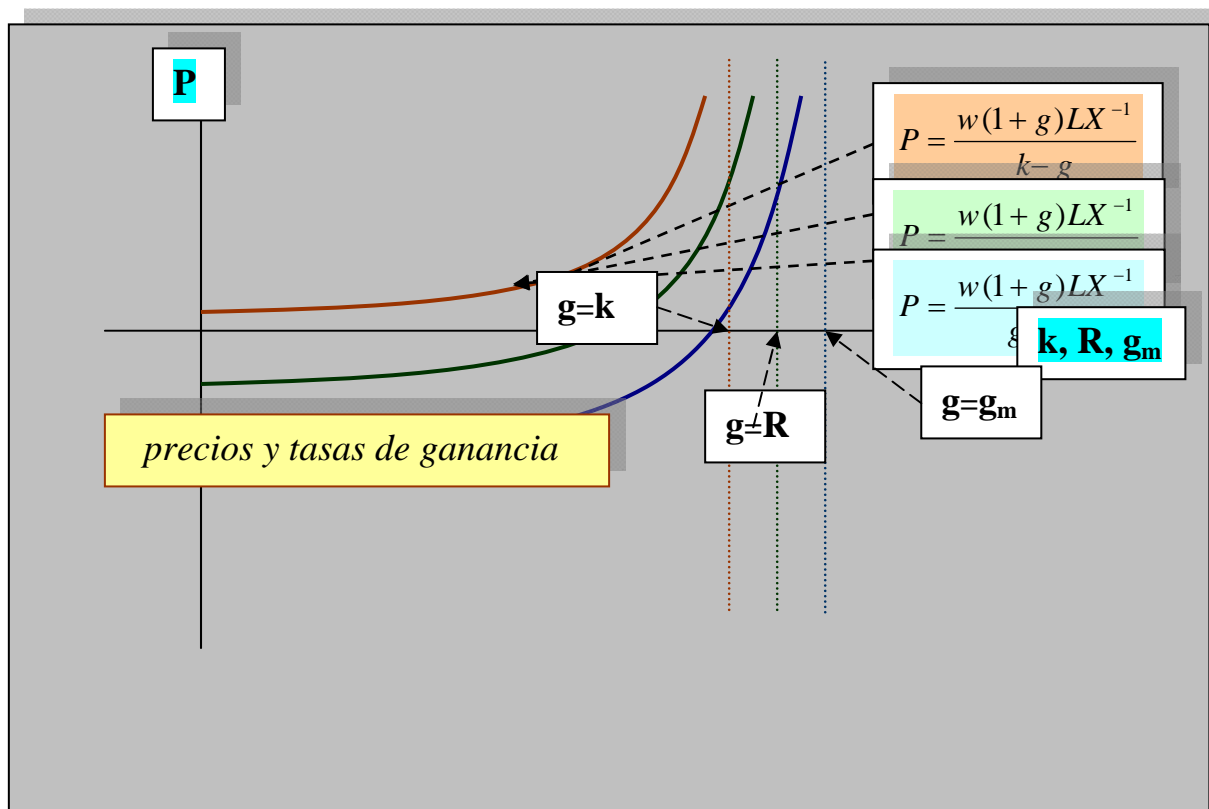 P
P = w(1 + g)LX⁻¹
k − g
P = w(1 + g)LX⁻¹
P = w(1 + g)LX⁻¹
g
k, R, gₘ
g=k
g=R
g=gₘ
precios y tasas de ganancia